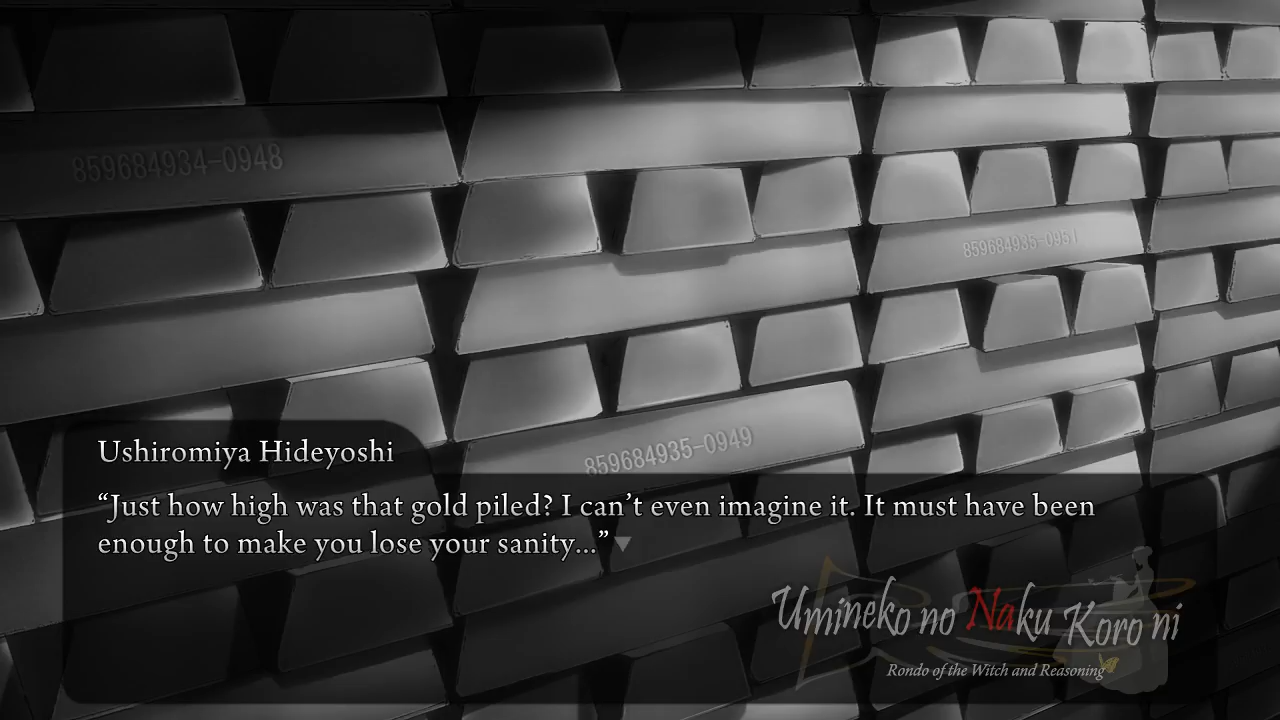 859684934-0948
859684935-0951
859684935-0949
Ushiromiya Hideyoshi
“Just how high was that gold piled? I can’t even imagine it. It must have been
enough to make you lose your sanity...”
Umineko no Naku Koro ni
Rondo of the Witch and Reasoning